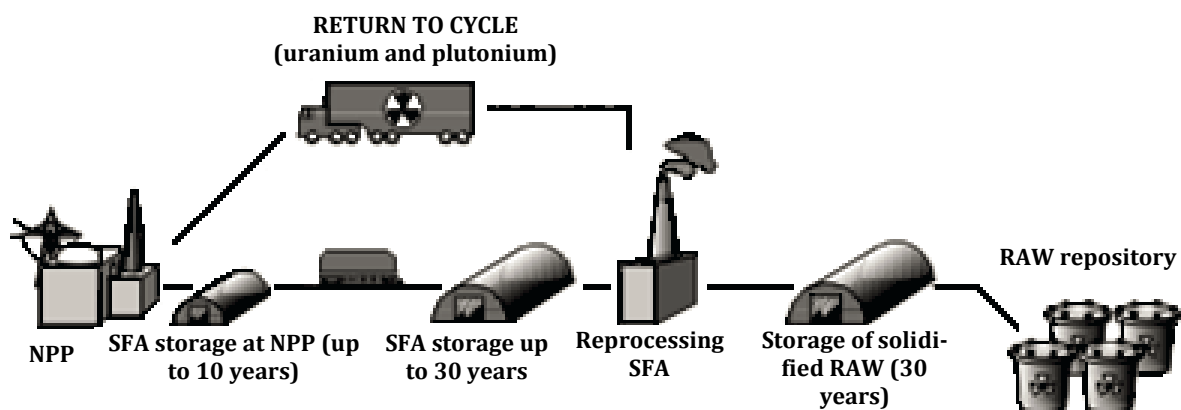 RETURN TO CYCLE
(uranium and plutonium)
RAW repository
NPP
SFA storage at NPP (up
to 10 years)
SFA storage up
to 30 years
Reprocessing
SFA
Storage of solidi-
fied RAW (30
years)